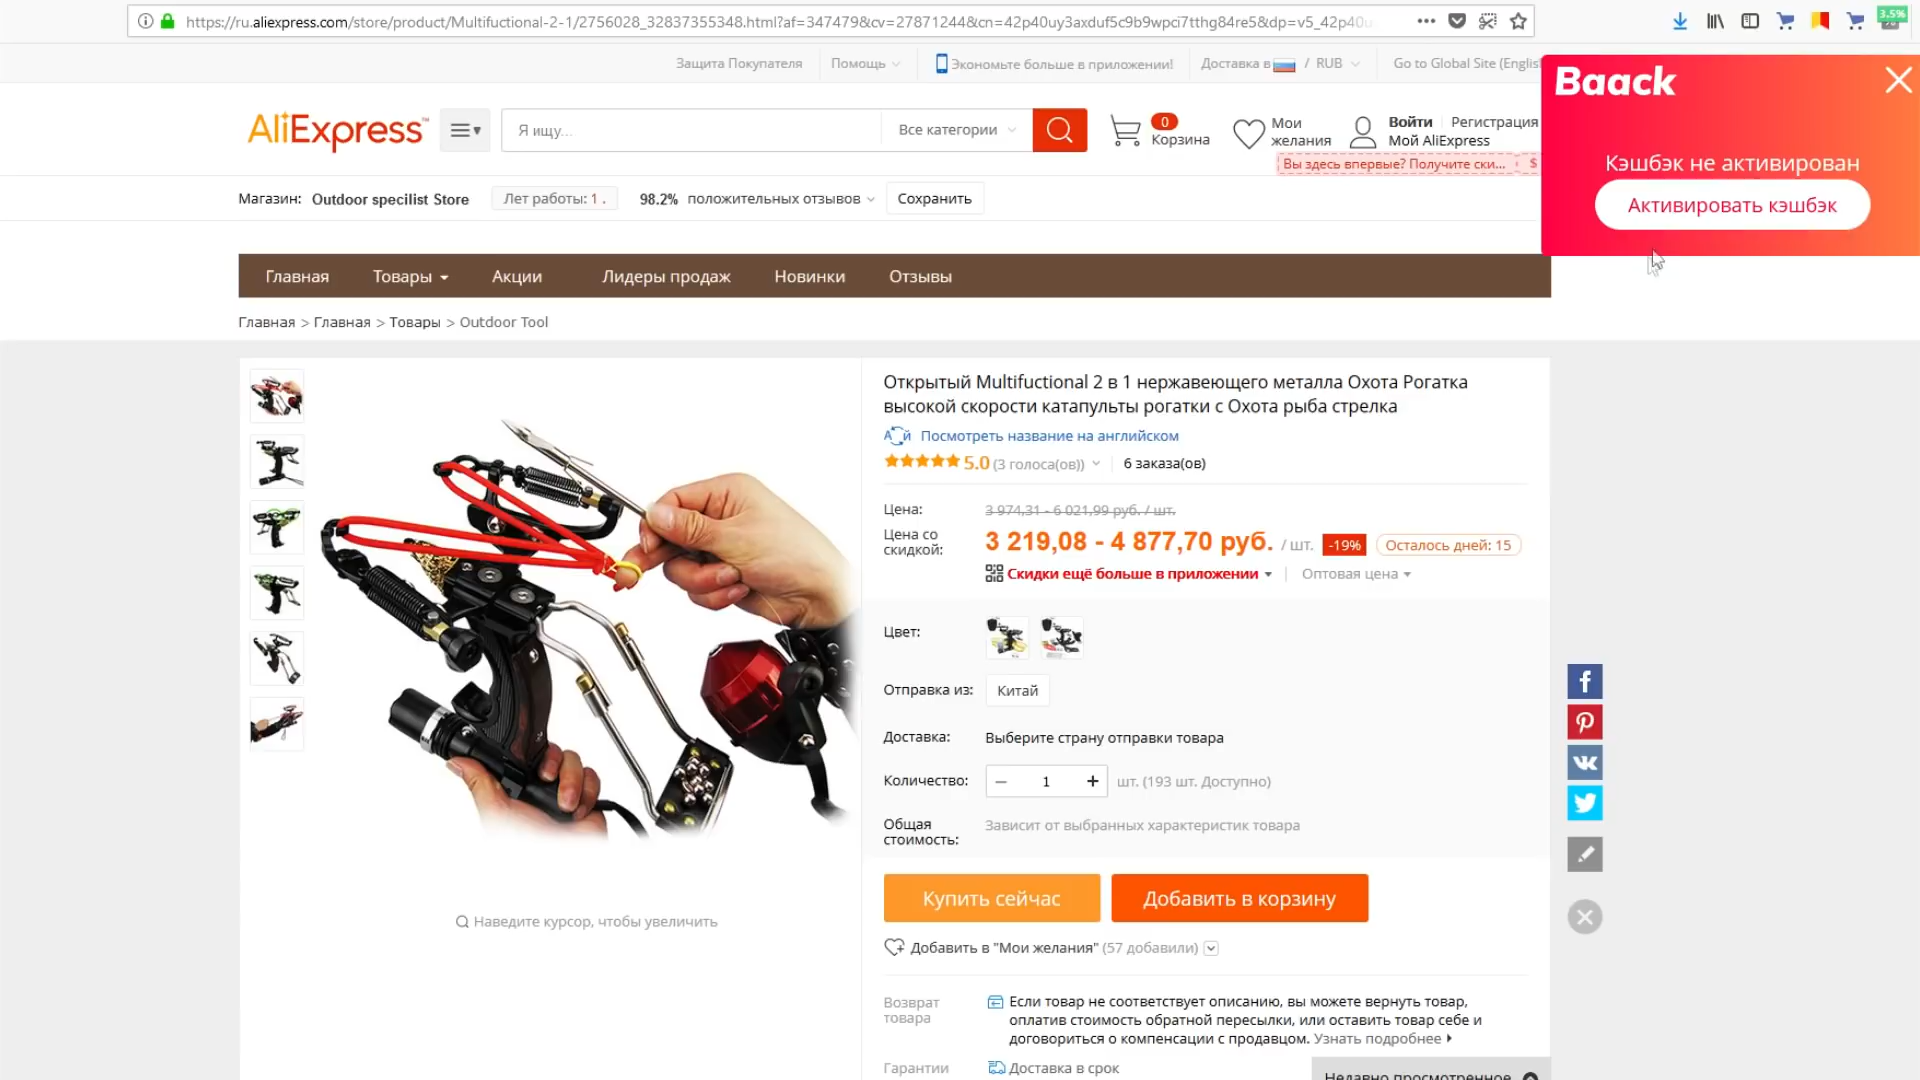 https://ru.aliexpress.com/store/product/Multifuctional-2-1/2756028_32837355348.html?af=347479&cv=27871244&cn=42p40uy3axduf5c9b9wpci7tthg84re5&dp=v5_42p40u
3.5%
Защита Покупателя
Помощь
Экономьте больше в приложении!
Доставка в / RUB
Go to Global Site (English
Baack
Кэшбэк не активирован
Активировать кэшбэк
AliExpress™
Я ищу...
Все категории
0
Корзина
Мои желания
Войти
Регистрация
Мой AliExpress
Вы здесь впервые? Получите ски... $
Магазин: Outdoor specilist Store
Лет работы: 1 .
98.2% положительных отзывов
Сохранить
Главная
Товары
Акции
Лидеры продаж
Новинки
Отзывы
Главная > Главная > Товары > Outdoor Tool
Открытый Multifuctional 2 в 1 нержавеющего металла Охота Рогатка
высокой скорости катапульты рогатки с Охота рыба стрелка
Посмотреть название на английском
5.0 (3 голоса(ов))
6 заказа(ов)
Цена: 3 974,31 - 6 021,99 руб. / шт.
Цена со скидкой: 3 219,08 - 4 877,70 руб. / шт. -19% Осталось дней: 15
Скидки ещё больше в приложении
Оптовая цена
Цвет:
Отправка из: Китай
Доставка: Выберите страну отправки товара
Количество: − 1 + шт. (193 шт. Доступно)
Общая стоимость: Зависит от выбранных характеристик товара
Купить сейчас
Добавить в корзину
Наведите курсор, чтобы увеличить
Добавить в "Мои желания" (57 добавили)
Возврат товара
Если товар не соответствует описанию, вы можете вернуть товар,
оплатив стоимость обратной пересылки, или оставить товар себе и
договориться о компенсации с продавцом. Узнать подробнее
Гарантии
Доставка в срок
Недавно просмотренное